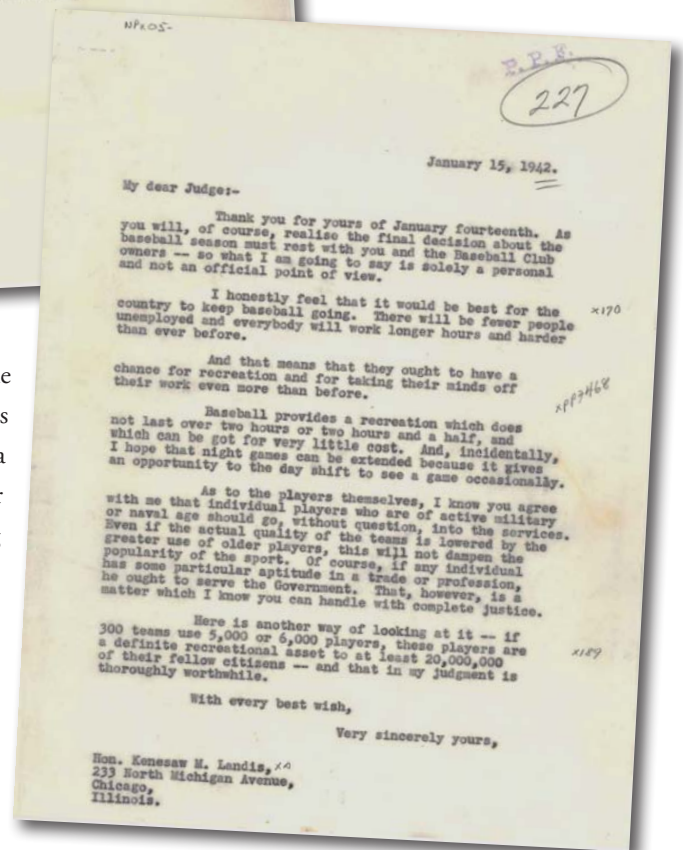 NPx05-
P.P.F.
227
January 15, 1942.
My dear Judge:-
Thank you for yours of January fourteenth. As
you will, of course, realise the final decision about the
baseball season must rest with you and the Baseball Club
owners -- so what I am going to say is solely a personal
and not an official point of view.
I honestly feel that it would be best for the
country to keep baseball going. There will be fewer people
unemployed and everybody will work longer hours and harder
than ever before.
x170
And that means that they ought to have a
chance for recreation and for taking their minds off
their work even more than before.
Baseball provides a recreation which does
not last over two hours or two hours and a half, and
which can be got for very little cost. And, incidentally,
I hope that night games can be extended because it gives
an opportunity to the day shift to see a game occasionally.
As to the players themselves, I know you agree
with me that individual players who are of active military
or naval age should go, without question, into the services.
Even if the actual quality of the teams is lowered by the
greater use of older players, this will not dampen the
popularity of the sport. Of course, if any individual
has some particular aptitude in a trade or profession,
he ought to serve the Government. That, however, is a
matter which I know you can handle with complete justice.
Here is another way of looking at it -- if
300 teams use 5,000 or 6,000 players, these players are
a definite recreational asset to at least 20,000,000
of their fellow citizens -- and that in my judgment is
thoroughly worthwhile.
x189
With every best wish,
Very sincerely yours,
Hon. Kenesaw M. Landis,
233 North Michigan Avenue,
Chicago,
Illinois.